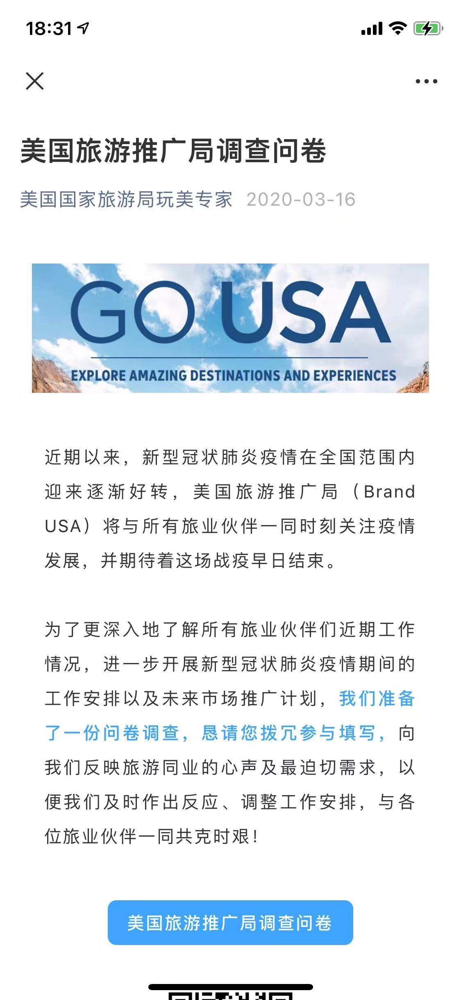 18:31
美国旅游推广局调查问卷
美国国家旅游局玩美专家 2020-03-16
GO USA
EXPLORE AMAZING DESTINATIONS AND EXPERIENCES
近期以来，新型冠状肺炎疫情在全国范围内
迎来逐渐好转，美国旅游推广局（Brand
USA）将与所有旅业伙伴一同时刻关注疫情
发展，并期待着这场战疫早日结束。
为了更深入地了解所有旅业伙伴们近期工作
情况，进一步开展新型冠状肺炎疫情期间的
工作安排以及未来市场推广计划，我们准备
了一份问卷调查，恳请您拨冗参与填写，向
我们反映旅游同业的心声及最迫切需求，以
便我们及时作出反应、调整工作安排，与各
位旅业伙伴一同共克时艰！
美国旅游推广局调查问卷